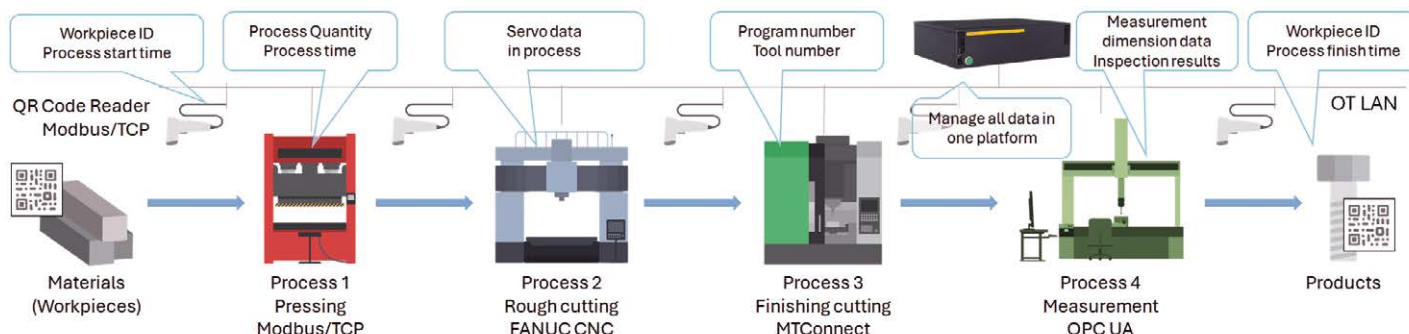 Workpiece ID
Process start time
Process Quantity
Process time
Servo data
in process
Program number
Tool number
Measurement
dimension data
Inspection results
Workpiece ID
Process finish time
QR Code Reader
Modbus/TCP
Manage all data in
one platform
OT LAN
Materials
(Workpieces)
Process 1
Pressing
Modbus/TCP
Process 2
Rough cutting
FANUC CNC
Process 3
Finishing cutting
MTConnect
Process 4
Measurement
OPC UA
Products